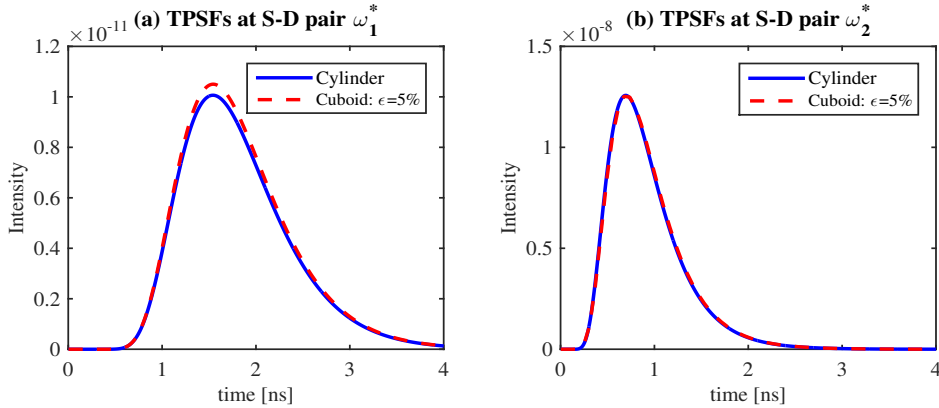 (a) TPSFs at S-D pair ω₁*
×10⁻¹¹
1.2
1
0.8
0.6
0.4
0.2
0
Intensity
Cylinder
Cuboid: ϵ=5%
0 1 2 3 4
time [ns]
(b) TPSFs at S-D pair ω₂*
×10⁻⁸
1.5
1
0.5
0
Intensity
Cylinder
Cuboid: ϵ=5%
0 1 2 3 4
time [ns]